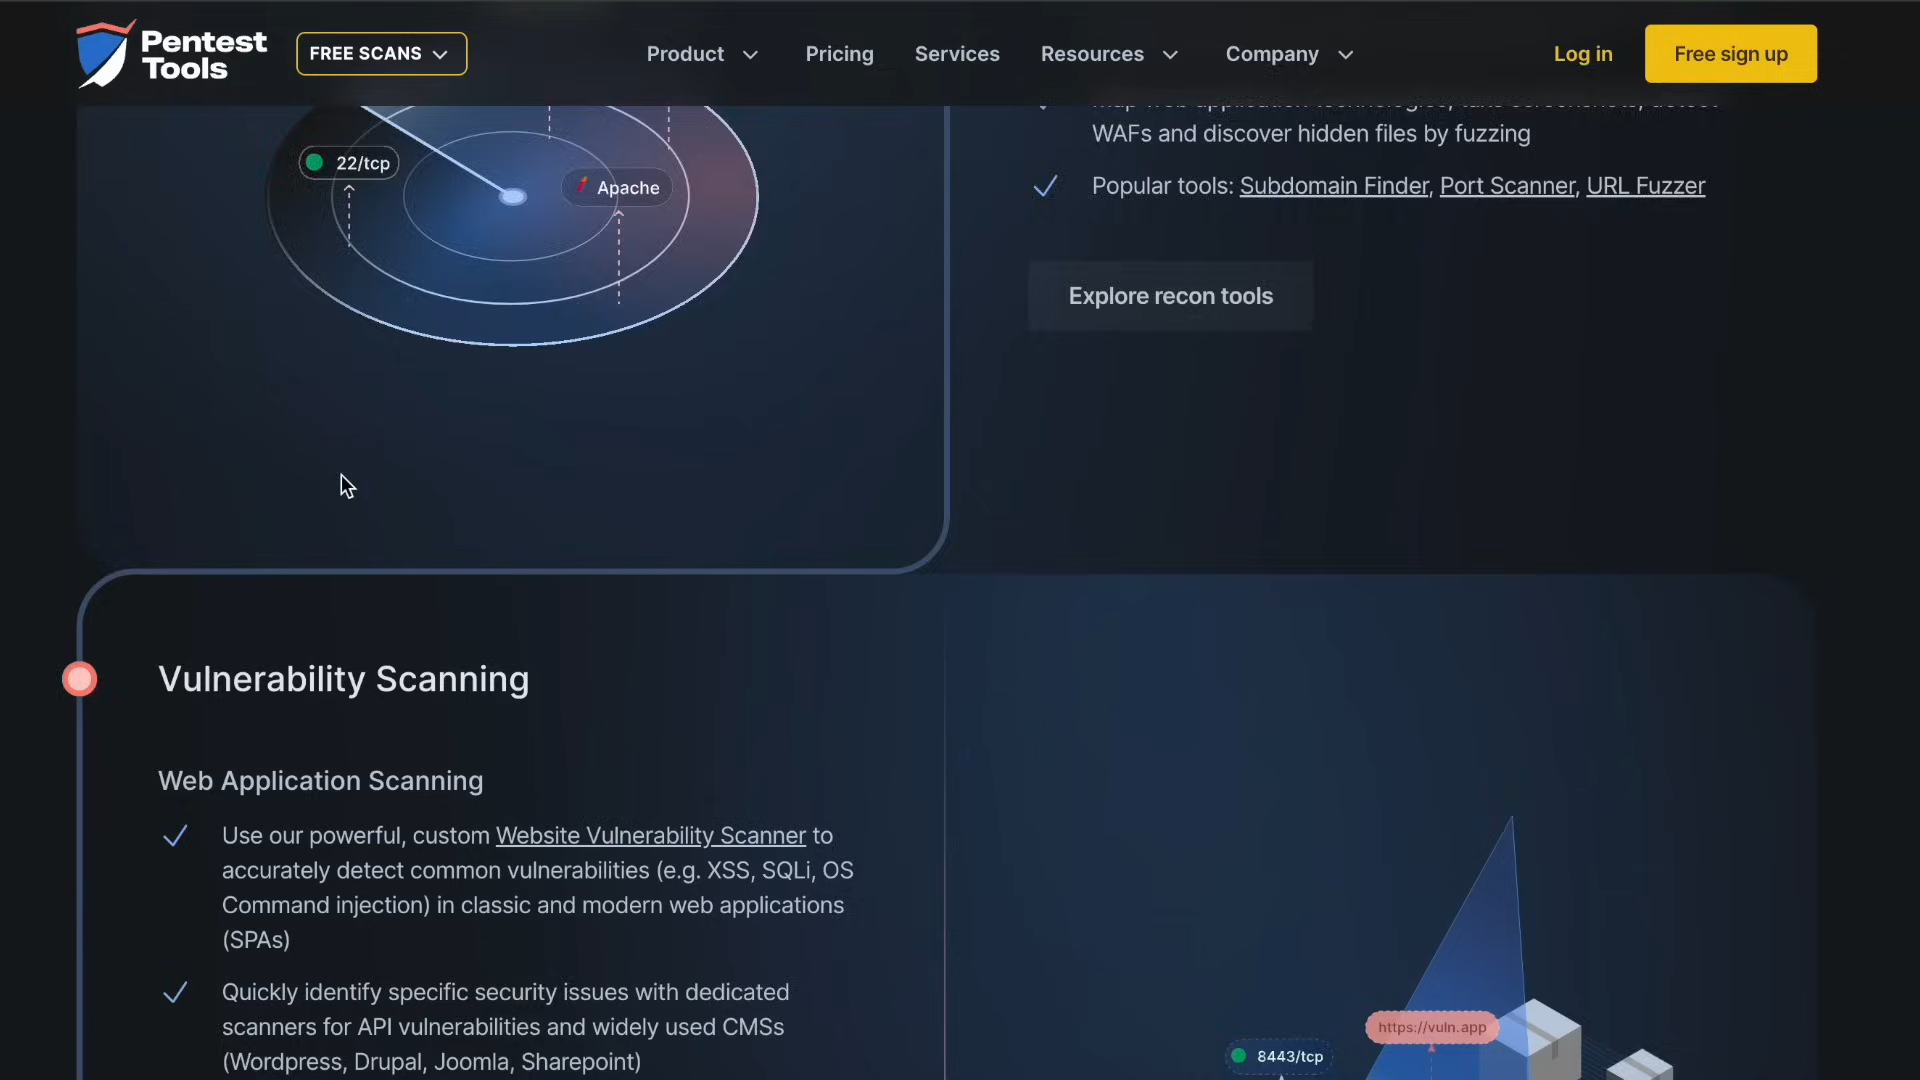 Pentest
Tools
FREE SCANS
Product
Pricing
Services
Resources
Company
Log in
Free sign up
22/tcp
Apache
WAFs and discover hidden files by fuzzing
Popular tools: Subdomain Finder, Port Scanner, URL Fuzzer
Explore recon tools
Vulnerability Scanning
Web Application Scanning
Use our powerful, custom Website Vulnerability Scanner to
accurately detect common vulnerabilities (e.g. XSS, SQLi, OS
Command injection) in classic and modern web applications
(SPAs)
Quickly identify specific security issues with dedicated
scanners for API vulnerabilities and widely used CMSs
(Wordpress, Drupal, Joomla, Sharepoint)
https://vuln.app
8443/tcp